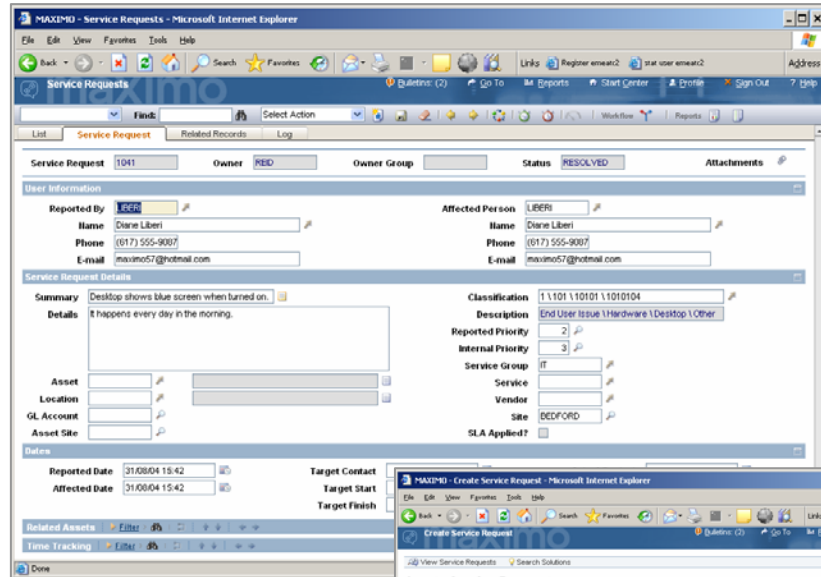 MAXIMO - Service Requests - Microsoft Internet Explorer
File Edit View Favorites Tools Help
Back Search Favorites Links Register emeatc2 stat user emeatc2 Address
Service Requests Bulletins: (2) Go To Reports Start Center Profile Sign Out Help
maximo
Find: Select Action Workflow Reports
List Service Request Related Records Log
Service Request 1041 Owner REID Owner Group Status RESOLVED Attachments
User Information
Reported By LIBERI Affected Person LIBERI
Name Diane Liberi Name Diane Liberi
Phone (617) 555-9087 Phone (617) 555-9087
E-mail maximo57@hotmail.com E-mail maximo57@hotmail.com
Service Request Details
Summary Desktop shows blue screen when turned on. Classification 1 \ 101 \ 10101 \ 1010104
Details It happens every day in the morning. Description End User Issue \ Hardware \ Desktop \ Other
Reported Priority 2
Internal Priority 3
Service Group IT
Asset Service
Location Vendor
GL Account Site BEDFORD
Asset Site SLA Applied?
Dates
Reported Date 31/08/04 15:42 Target Contact
Affected Date 31/08/04 15:42 Target Start
Target Finish
Related Assets Filter
Time Tracking Filter
Done
MAXIMO - Create Service Request - Microsoft Internet Explorer
File Edit View Favorites Tools Help
Back Search Favorites Links
Create Service Request Bulletins: (2) Go To
maximo
View Service Requests Search Solutions